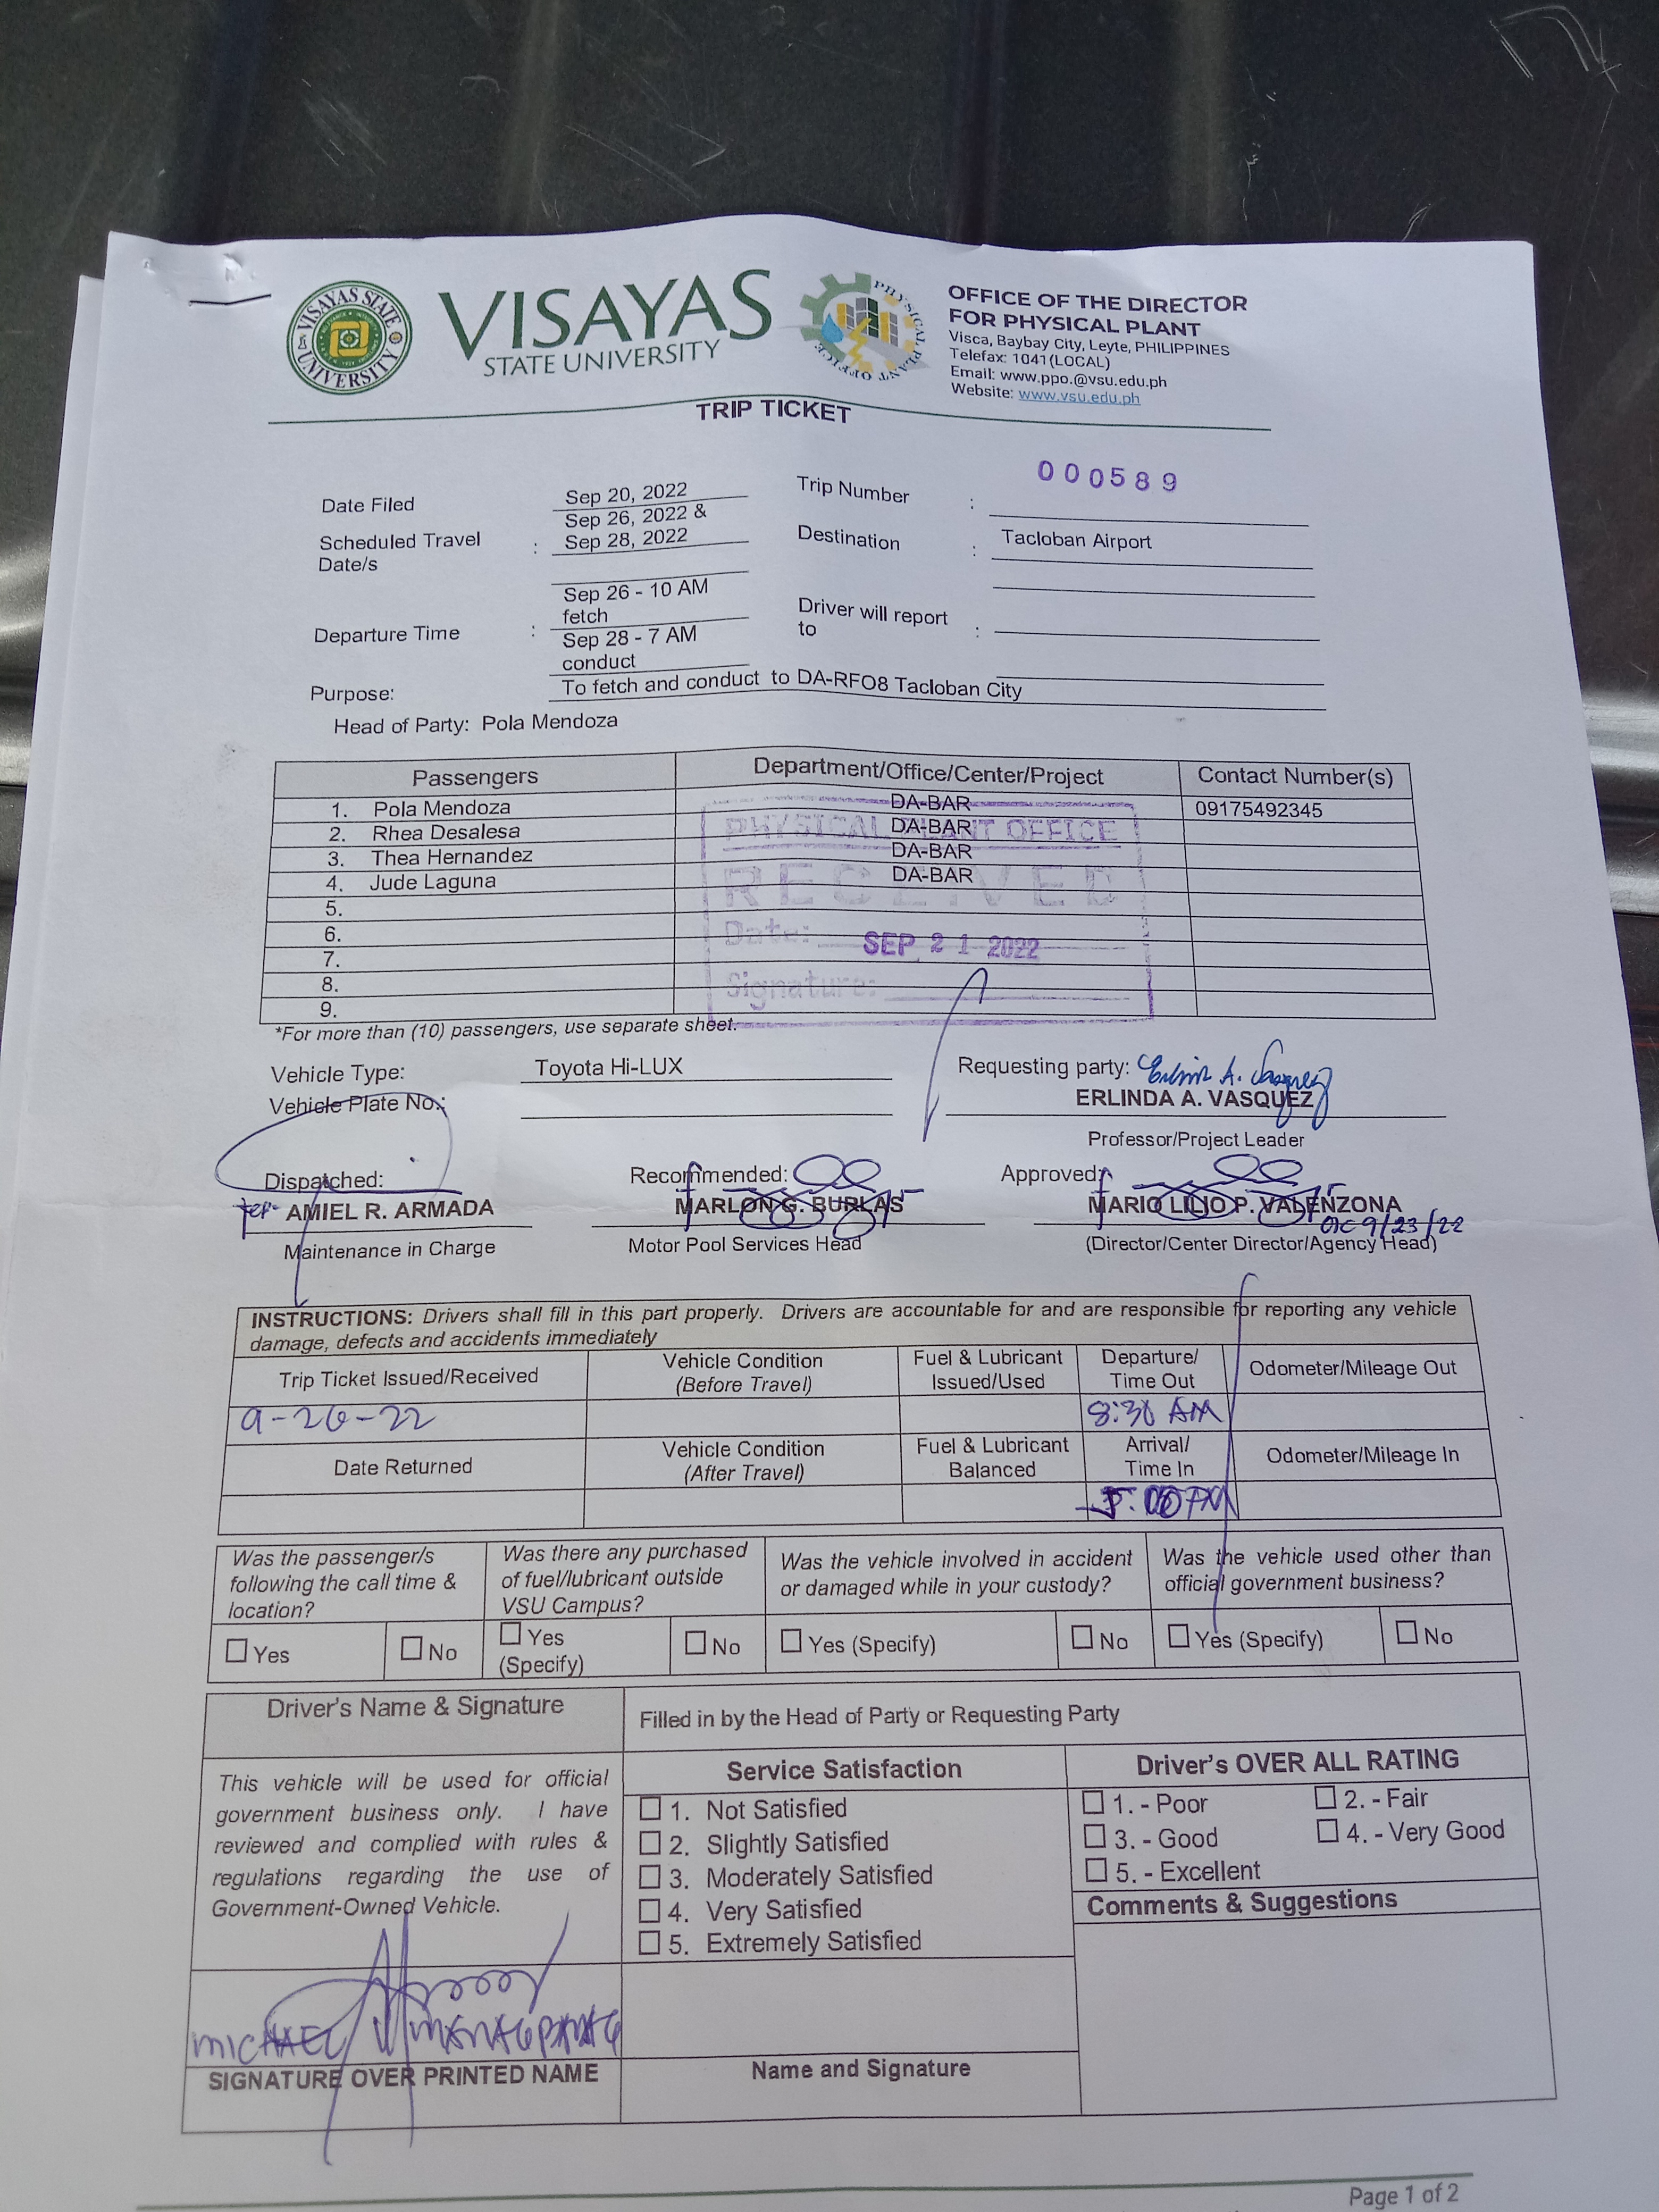 VISAYAS STATE UNIVERSITY
VISAYAS
STATE UNIVERSITY
PHYSICAL PLANT OFFICE
OFFICE OF THE DIRECTOR
FOR PHYSICAL PLANT
Visca, Baybay City, Leyte, PHILIPPINES
Telefax: 1041(LOCAL)
Email: www.ppo.@vsu.edu.ph
Website: www.vsu.edu.ph
TRIP TICKET
Date Filed Sep 20, 2022 Trip Number : 000589
Scheduled Travel Date/s : Sep 26, 2022 &
Sep 28, 2022
Destination : Tacloban Airport
Departure Time : Sep 26 - 10 AM
fetch
Sep 28 - 7 AM
conduct
Driver will report
to :
Purpose: To fetch and conduct to DA-RFO8 Tacloban City
Head of Party: Pola Mendoza
Passengers Department/Office/Center/Project Contact Number(s)
1. Pola Mendoza DA-BAR 09175492345
2. Rhea Desalesa DA-BAR
3. Thea Hernandez DA-BAR
4. Jude Laguna DA-BAR
5.
6.
7.
8.
9.
PHYSICAL PLANT OFFICE
RECEIVED
Date: SEP 21 2022
Signature:
*For more than (10) passengers, use separate sheet.
Vehicle Type: Toyota Hi-LUX
Vehicle Plate No.:
Requesting party:
ERLINDA A. VASQUEZ
Professor/Project Leader
Dispatched: Recommended: Approved:
AMIEL R. ARMADA MARLON G. BURLAS MARIO LILIO P. VALENZONA
OIC 9/23/22
Maintenance in Charge Motor Pool Services Head (Director/Center Director/Agency Head)
INSTRUCTIONS: Drivers shall fill in this part properly. Drivers are accountable for and are responsible for reporting any vehicle
damage, defects and accidents immediately
Trip Ticket Issued/Received Vehicle Condition (Before Travel) Fuel & Lubricant Issued/Used Departure/ Time Out Odometer/Mileage Out
9-26-22 8:30 AM
Date Returned Vehicle Condition (After Travel) Fuel & Lubricant Balanced Arrival/ Time In Odometer/Mileage In
5:00 PM
Was the passenger/s
following the call time &
location?
Was there any purchased
of fuel/lubricant outside
VSU Campus?
Was the vehicle involved in accident
or damaged while in your custody?
Was the vehicle used other than
official government business?
Yes No Yes (Specify) No Yes (Specify) No Yes (Specify) No
Driver's Name & Signature
Filled in by the Head of Party or Requesting Party
This vehicle will be used for official
government business only. I have
reviewed and complied with rules &
regulations regarding the use of
Government-Owned Vehicle.
Service Satisfaction
1. Not Satisfied
2. Slightly Satisfied
3. Moderately Satisfied
4. Very Satisfied
5. Extremely Satisfied
Driver's OVER ALL RATING
1. - Poor 2. - Fair
3. - Good 4. - Very Good
5. - Excellent
Comments & Suggestions
MICHAEL
SIGNATURE OVER PRINTED NAME
Name and Signature
Page 1 of 2